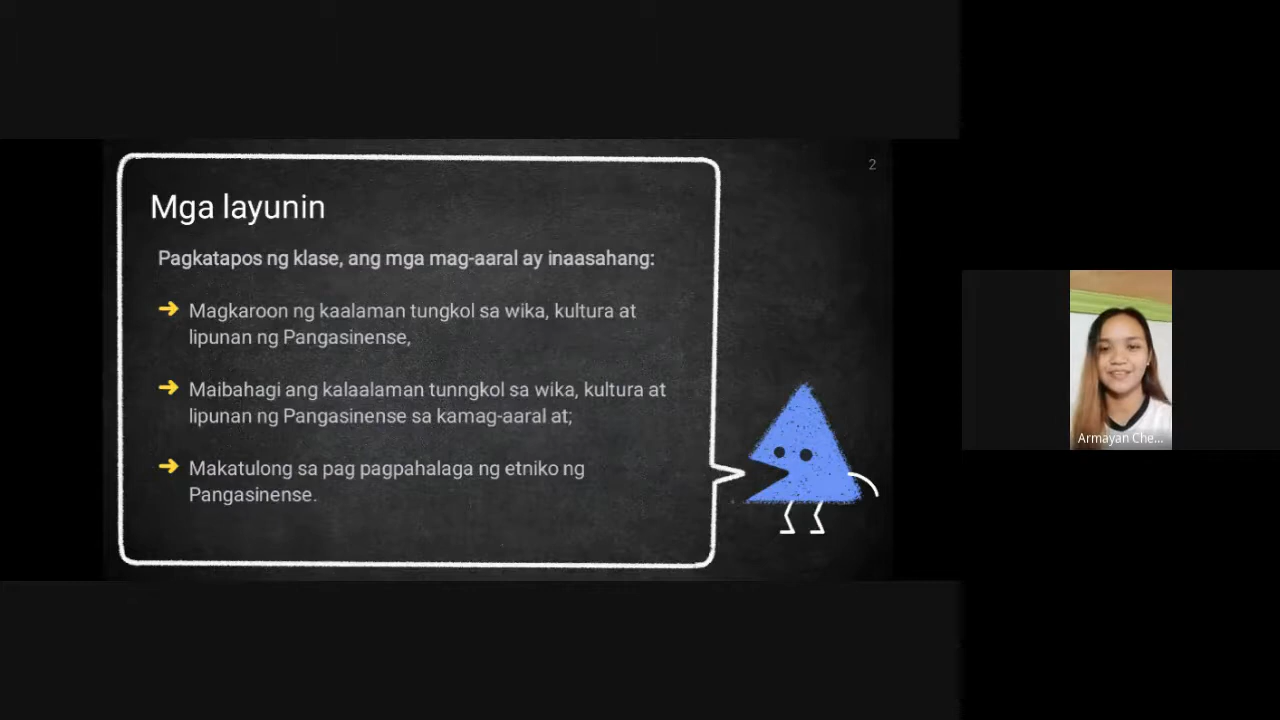 2
Mga layunin
Pagkatapos ng klase, ang mga mag-aaral ay inaasahang:
Magkaroon ng kaalaman tungkol sa wika, kultura at
lipunan ng Pangasinense,
Maibahagi ang kalaalaman tunngkol sa wika, kultura at
lipunan ng Pangasinense sa kamag-aaral at;
Makatulong sa pag pagpahalaga ng etniko ng
Pangasinense.
Armayan Che...